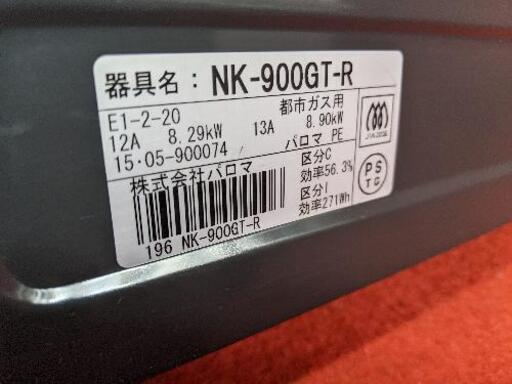 器具名：NK-900GT-R
E1-2-20
都市ガス用
12A 8.29kW 13A 8.90kW
15・05-900074 パロマ PE
株式会社パロマ
区分C
効率56.3%
区分I
効率271Wh
196 NK-900GT-R
PS
TC